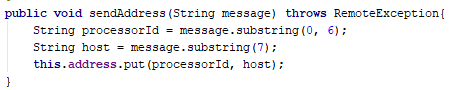 public void sendAddress(String message) throws RemoteException{
    String processorId = message.substring(0, 6);
    String host = message.substring(7);
    this.address.put(processorId, host);
}